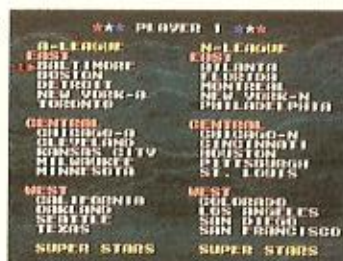 ★★★ PLAYER 1 ★★★
A-LEAGUE
EAST
BALTIMORE
BOSTON
DETROIT
NEW YORK-A
TORONTO
CENTRAL
CHICAGO-A
CLEVELAND
KANSAS CITY
MILWAUKEE
MINNESOTA
WEST
CALIFORNIA
OAKLAND
SEATTLE
TEXAS
SUPER STARS
N-LEAGUE
EAST
ATLANTA
FLORIDA
MONTREAL
NEW YORK-N
PHILADELPHIA
CENTRAL
CHICAGO-N
CINCINNATI
HOUSTON
PITTSBURGH
ST. LOUIS
WEST
COLORADO
LOS ANGELES
SAN DIEGO
SAN FRANCISCO
SUPER STARS